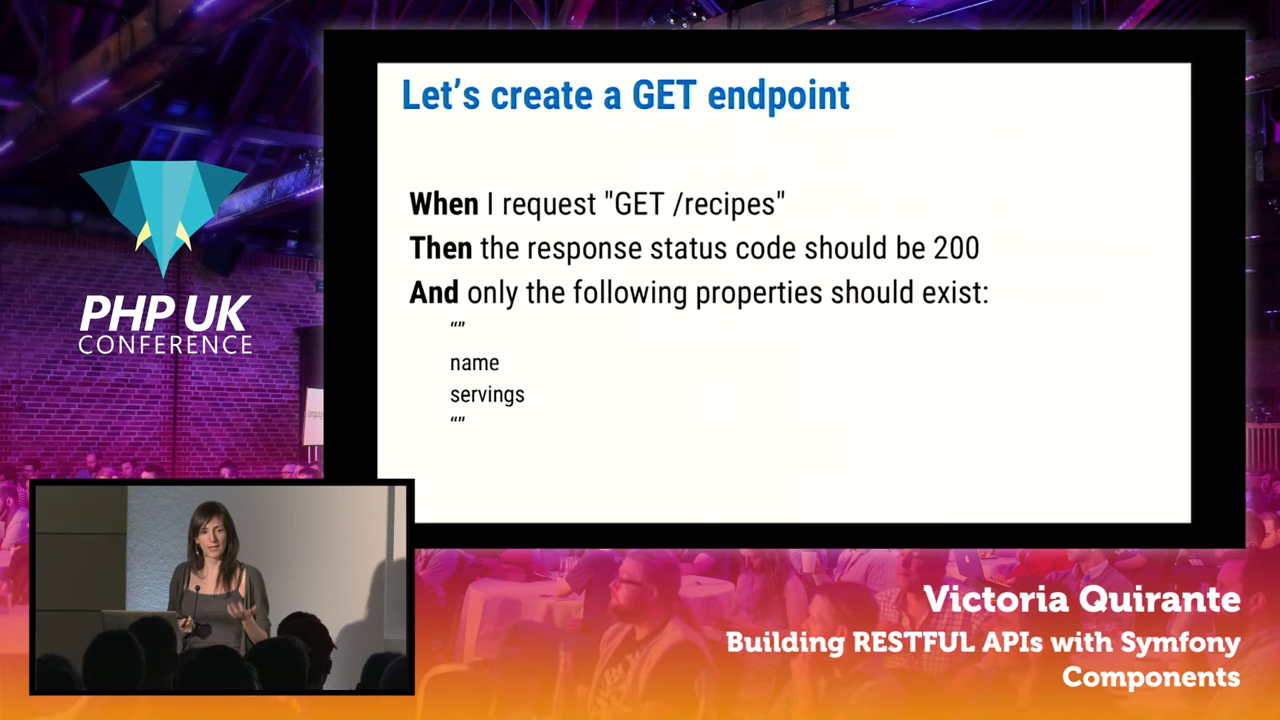 Let's create a GET endpoint
When I request "GET /recipes"
Then the response status code should be 200
And only the following properties should exist:
“”
name
servings
“”
PHP UK
CONFERENCE
Victoria Quirante
Building RESTFUL APIs with Symfony
Components